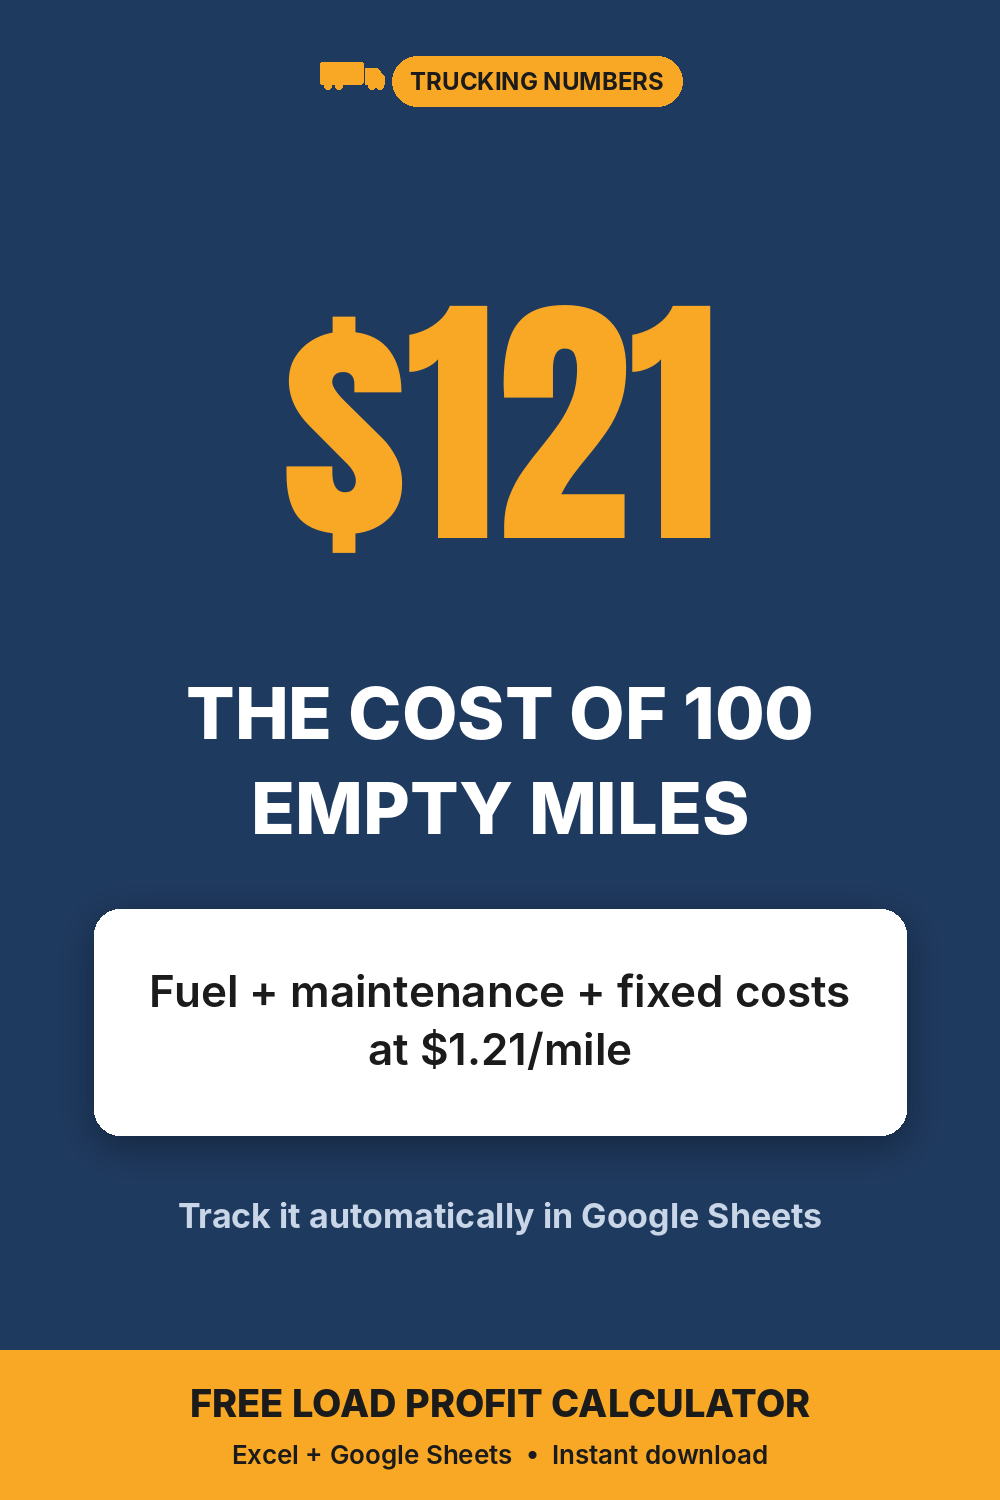 TRUCKING NUMBERS
$121
THE COST OF 100
EMPTY MILES
Fuel + maintenance + fixed costs
at $1.21/mile
Track it automatically in Google Sheets
FREE LOAD PROFIT CALCULATOR
Excel + Google Sheets • Instant download